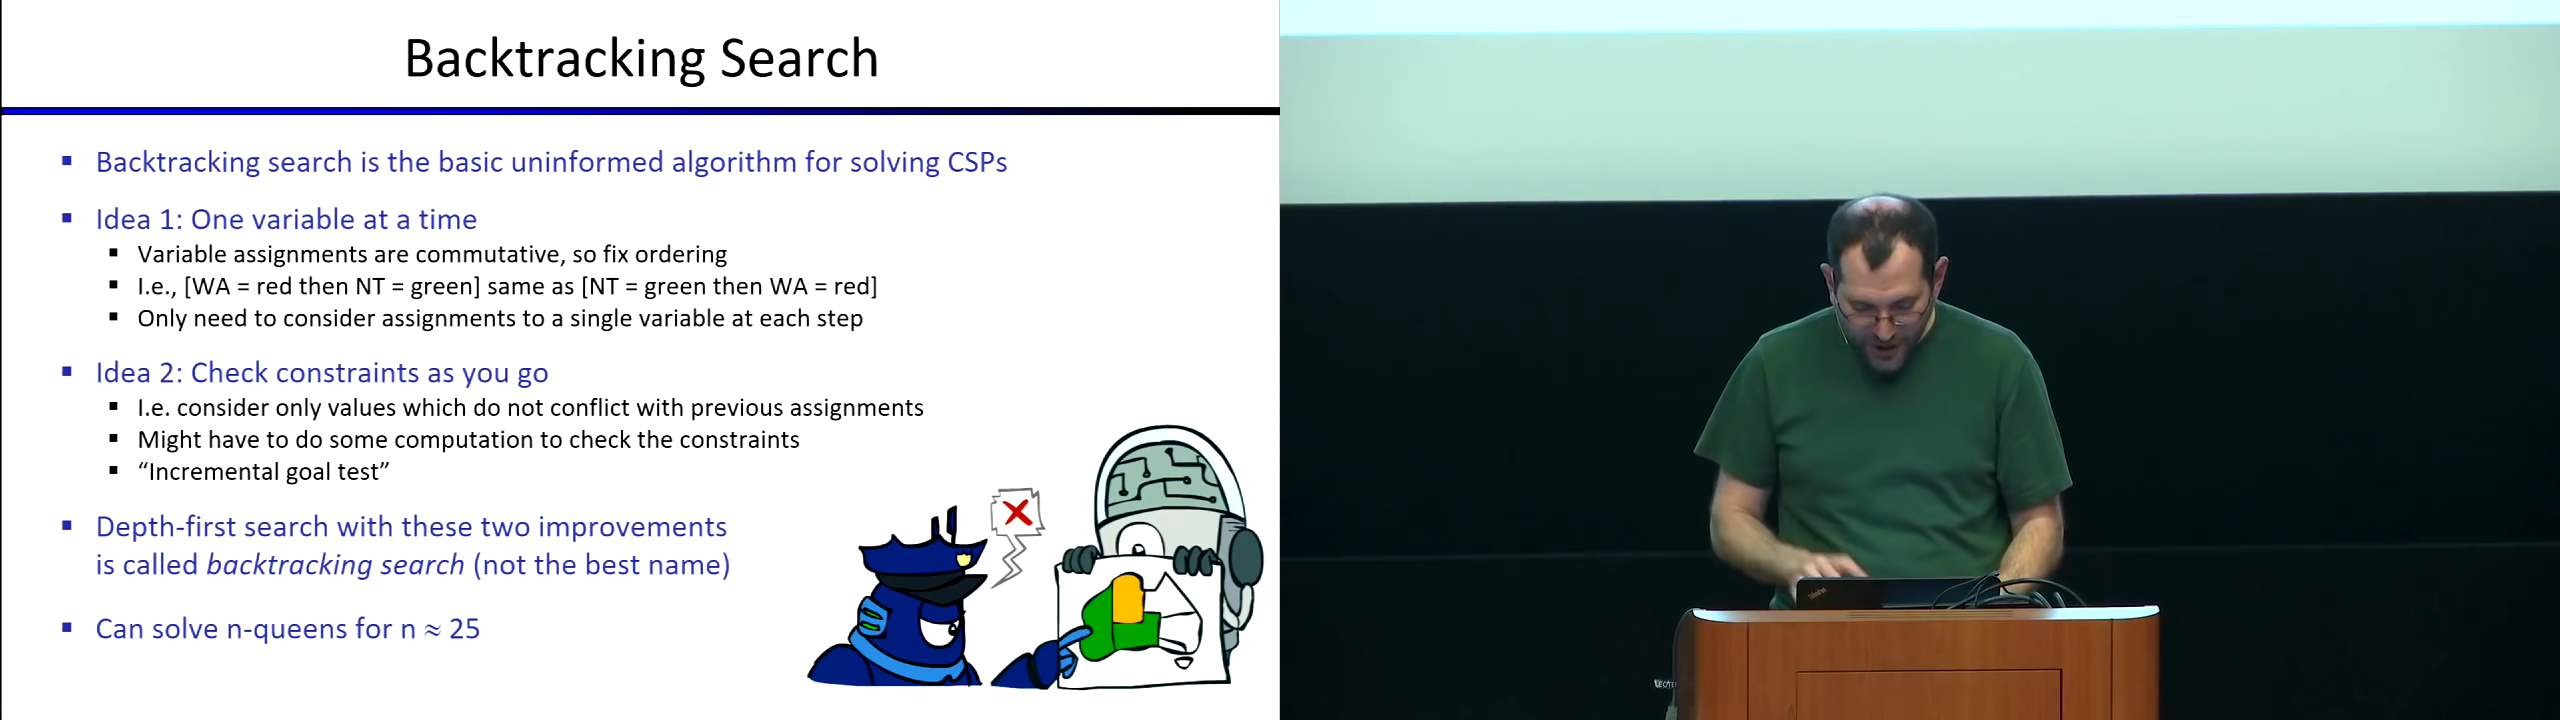 Backtracking Search
Backtracking search is the basic uninformed algorithm for solving CSPs
Idea 1: One variable at a time
Variable assignments are commutative, so fix ordering
I.e., [WA = red then NT = green] same as [NT = green then WA = red]
Only need to consider assignments to a single variable at each step
Idea 2: Check constraints as you go
I.e. consider only values which do not conflict with previous assignments
Might have to do some computation to check the constraints
“Incremental goal test”
Depth-first search with these two improvements
is called backtracking search (not the best name)
Can solve n-queens for n ≈ 25
ThinkPad